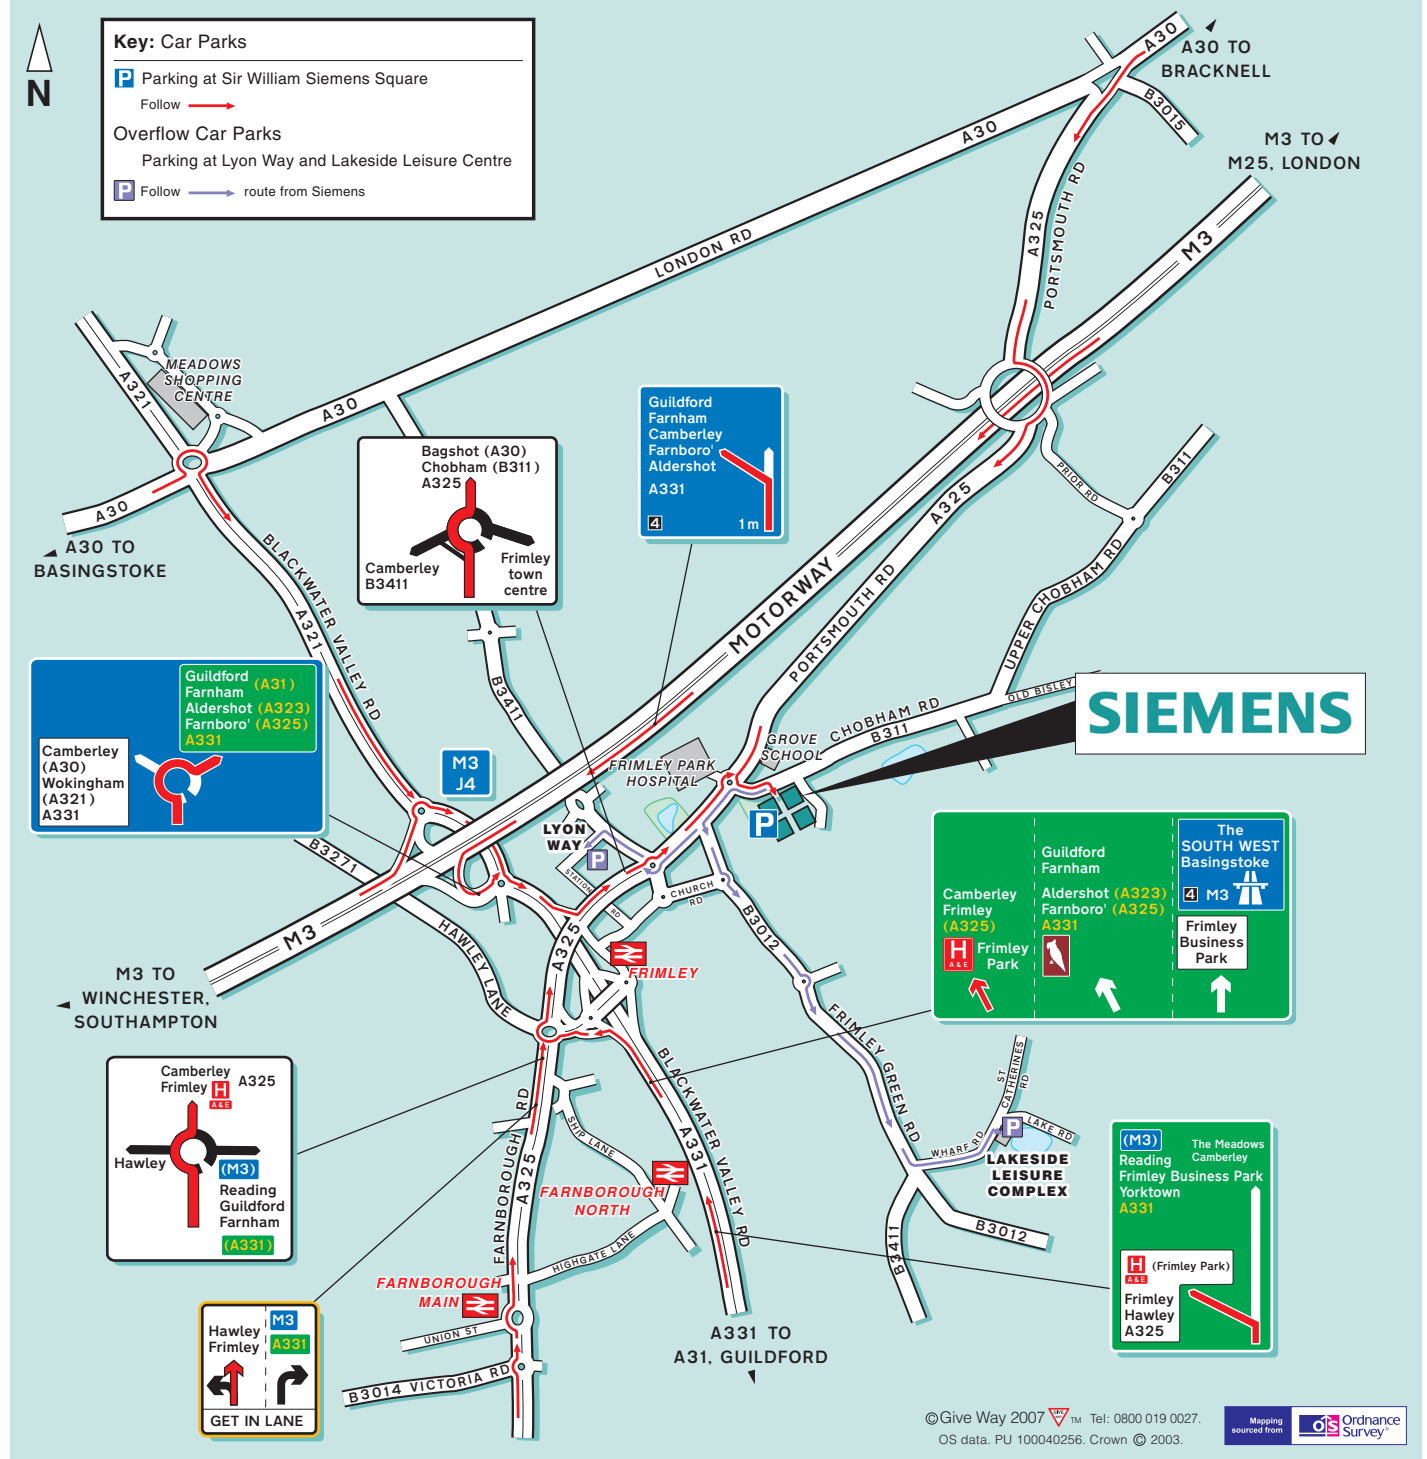 Key: Car Parks
P Parking at Sir William Siemens Square
Follow
Overflow Car Parks
Parking at Lyon Way and Lakeside Leisure Centre
P Follow route from Siemens
N
A30
A30 TO
BRACKNELL
B3015
A30
M3 TO
M25, LONDON
A325
PORTSMOUTH RD
M3
LONDON RD
A321
MEADOWS
SHOPPING
CENTRE
A30
A30
A30 TO
BASINGSTOKE
BLACKWATER VALLEY RD
A321
Bagshot (A30)
Chobham (B311)
A325
Camberley
B3411
Frimley
town
centre
Guildford
Farnham
Camberley
Farnboro'
Aldershot
A331
4
1m
A325
PRIOR RD
B311
UPPER CHOBHAM RD
MOTORWAY
PORTSMOUTH RD
B3411
OLD BISLEY
CHOBHAM RD
B311
SIEMENS
Guildford
Farnham (A31)
Aldershot (A323)
Farnboro' (A325)
A331
Camberley
(A30)
Wokingham
(A321)
A331
M3
J4
FRIMLEY PARK
HOSPITAL
GROVE
SCHOOL
P
LYON
WAY
P
STATION
RD
CHURCH
RD
B3271
HAWLEY LANE
M3
A325
B3012
M3 TO
WINCHESTER,
SOUTHAMPTON
FRIMLEY
Camberley
Frimley
(A325)
H
A&E
Frimley
Park
Guildford
Farnham
Aldershot (A323)
Farnboro' (A325)
A331
The
SOUTH WEST
Basingstoke
4 M3
Frimley
Business
Park
FRIMLEY GREEN RD
Camberley
Frimley H A325
A&E
Hawley
(M3)
Reading
Guildford
Farnham
(A331)
FARNBOROUGH RD
A325
SHIP LANE
BLACKWATER VALLEY RD
A331
ST
CATHERINES
RD
LAKE RD
P
WHARF RD
LAKESIDE
LEISURE
COMPLEX
FARNBOROUGH
NORTH
HIGHGATE LANE
B3411
B3012
(M3)
Reading
The Meadows
Camberley
Frimley Business Park
Yorktown
A331
H
A&E
(Frimley Park)
Frimley
Hawley
A325
FARNBOROUGH
MAIN
UNION ST
B3014 VICTORIA RD
A331 TO
A31, GUILDFORD
Hawley
Frimley
M3
A331
GET IN LANE
© Give Way 2007 GIVE WAY TM Tel: 0800 019 0027.
OS data. PU 100040256. Crown © 2003.
Mapping
sourced from
OS Ordnance
Survey®